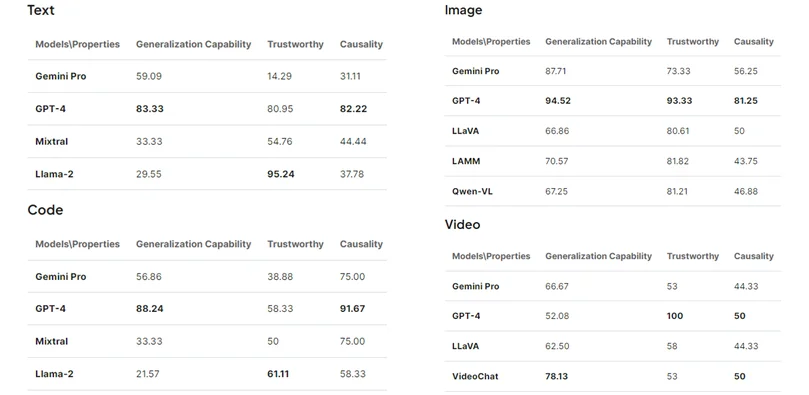 Text
Models\Properties Generalization Capability Trustworthy Causality
Gemini Pro 59.09 14.29 31.11
GPT-4 83.33 80.95 82.22
Mixtral 33.33 54.76 44.44
Llama-2 29.55 95.24 37.78
Code
Models\Properties Generalization Capability Trustworthy Causality
Gemini Pro 56.86 38.88 75.00
GPT-4 88.24 58.33 91.67
Mixtral 33.33 50 75.00
Llama-2 21.57 61.11 58.33
Image
Models\Properties Generalization Capability Trustworthy Causality
Gemini Pro 87.71 73.33 56.25
GPT-4 94.52 93.33 81.25
LLaVA 66.86 80.61 50
LAMM 70.57 81.82 43.75
Qwen-VL 67.25 81.21 46.88
Video
Models\Properties Generalization Capability Trustworthy Causality
Gemini Pro 66.67 53 44.33
GPT-4 52.08 100 50
LLaVA 62.50 58 44.33
VideoChat 78.13 53 50